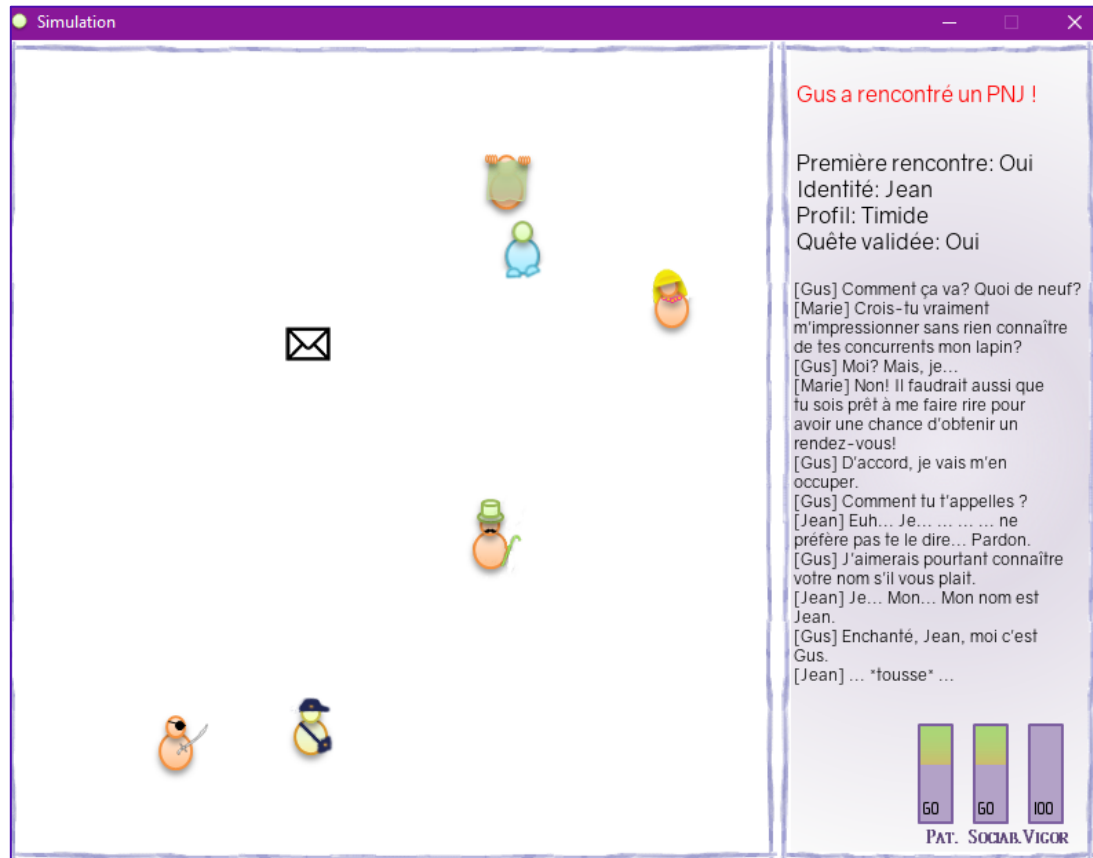 Simulation
Gus a rencontré un PNJ !
Première rencontre: Oui
Identité: Jean
Profil: Timide
Quête validée: Oui
[Gus] Comment ça va? Quoi de neuf?
[Marie] Crois-tu vraiment
m'impressionner sans rien connaître
de tes concurrents mon lapin?
[Gus] Moi? Mais, je...
[Marie] Non! Il faudrait aussi que
tu sois prêt à me faire rire pour
avoir une chance d'obtenir un
rendez-vous!
[Gus] D'accord, je vais m'en
occuper.
[Gus] Comment tu t'appelles ?
[Jean] Euh... Je... ... ... ... ne
préfère pas te le dire... Pardon.
[Gus] J'aimerais pourtant connaître
votre nom s'il vous plait.
[Jean] Je... Mon... Mon nom est
Jean.
[Gus] Enchanté, Jean, moi c'est
Gus.
[Jean] ... *tousse* ...
60 60 100
PAT. SOCIAB. VIGOR